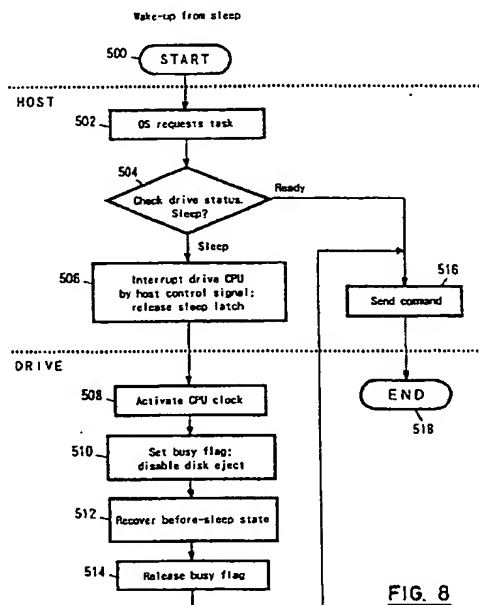 Wake-up from sleep
500
START
HOST
502
OS requests task
504
Check drive status.
Sleep?
Ready
Sleep
506
Interrupt drive CPU
by host control signal;
release sleep latch
516
Send command
DRIVE
508
Activate CPU clock
END
518
510
Set busy flag;
disable disk eject
512
Recover before-sleep state
514
Release busy flag
FIG. 8